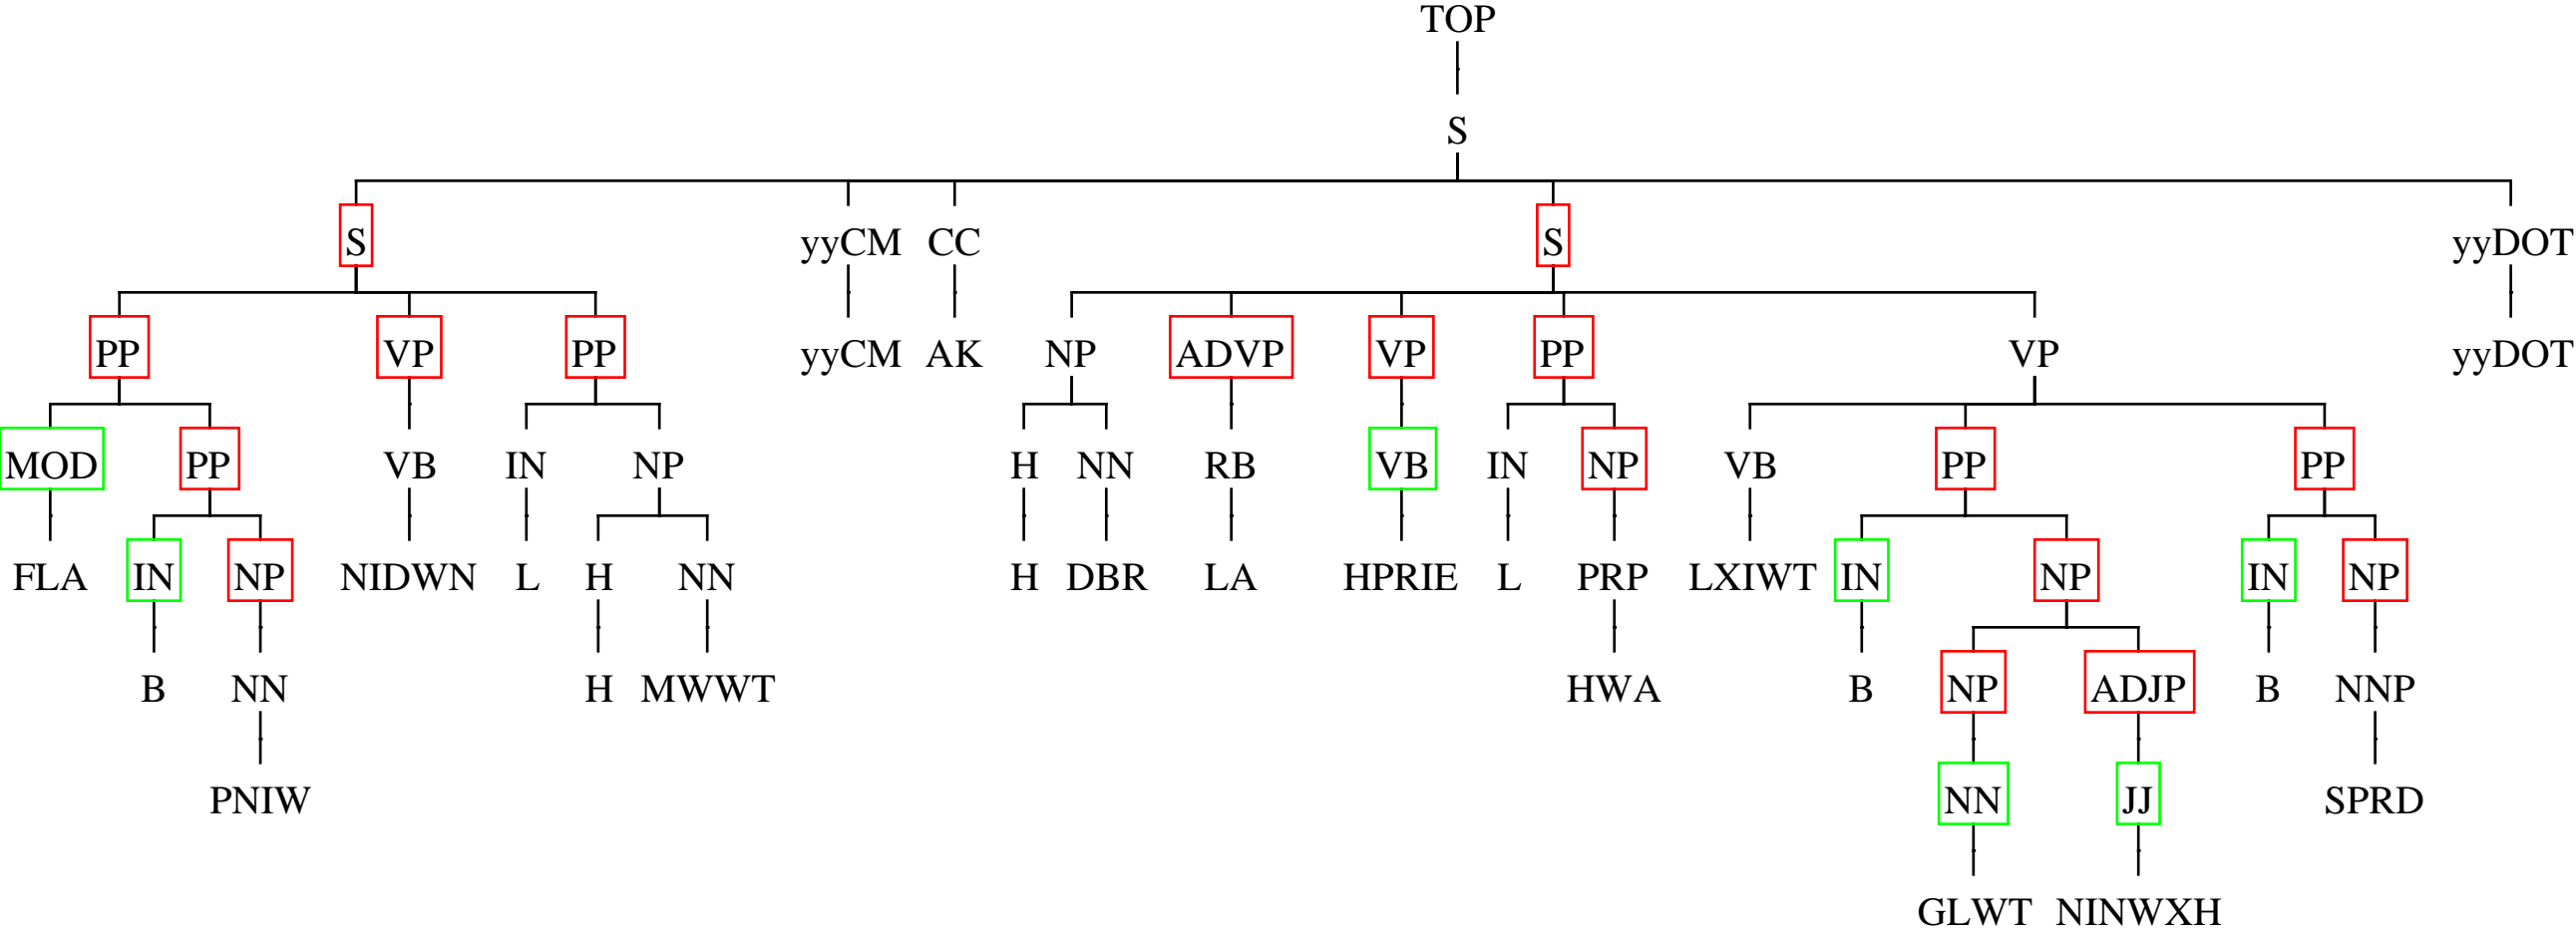 TOP
S
S yyCM CC S yyDOT
PP VP PP yyCM AK NP ADVP VP PP VP yyDOT
MOD PP VB IN NP H NN RB VB IN NP VB PP PP
FLA IN NP NIDWN L H NN H DBR LA HPRIE L PRP LXIWT IN NP IN NP
B NN H MWWT HWA B NP ADJP B NNP
PNIW NN JJ SPRD
GLWT NINWXH